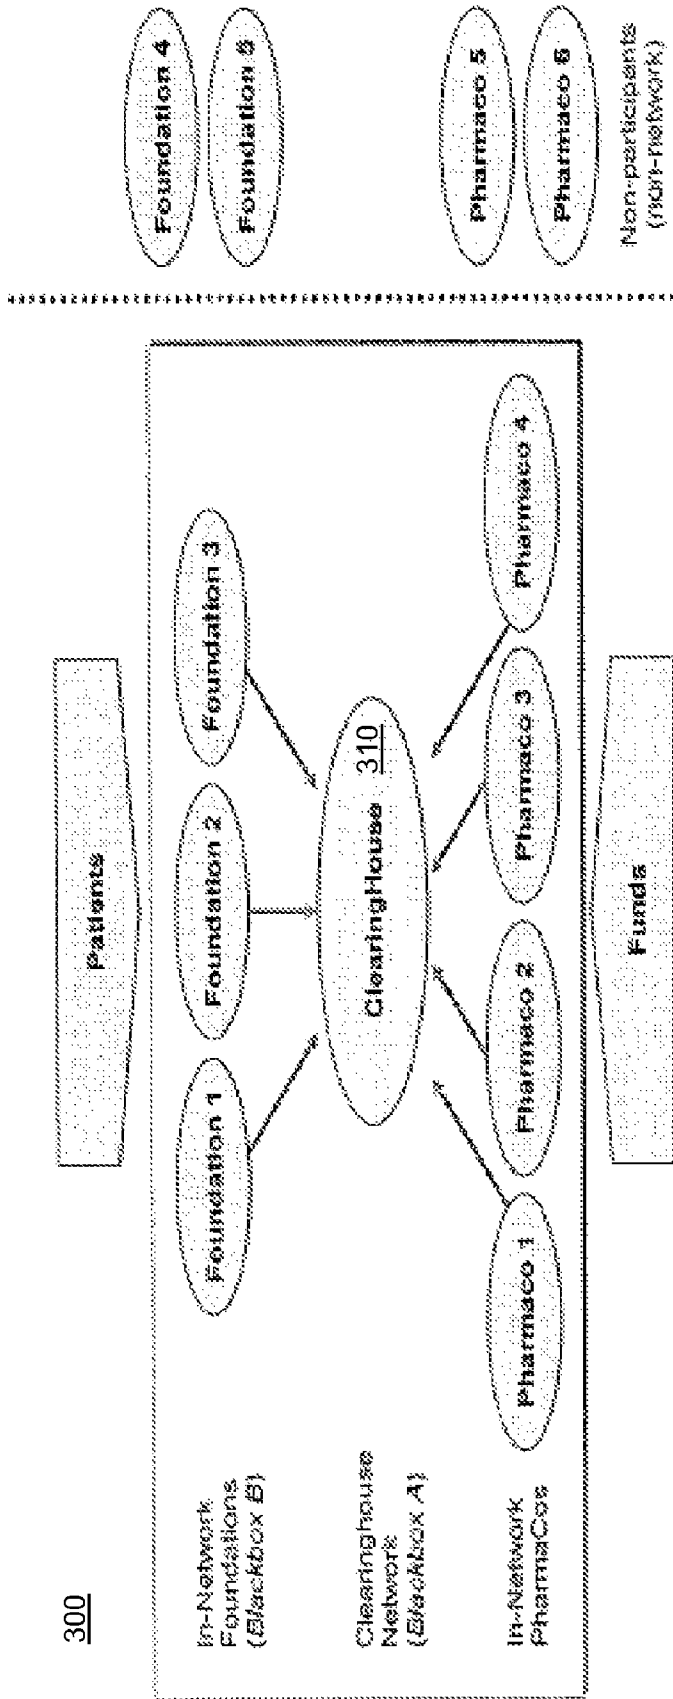 300
Patients
In-Network
Foundations
(Blackbox B)
Foundation 1
Foundation 2
Foundation 3
Foundation 4
Foundation
Clearinghouse
Network
(Blackbox A)
ClearingHouse 310
In-Network
PharmaCos
Pharmaco 1
Pharmaco 2
Pharmaco 3
Pharmaco 4
Pharmaco 5
Pharmaco 6
Funds
Non-participants
(non-network)